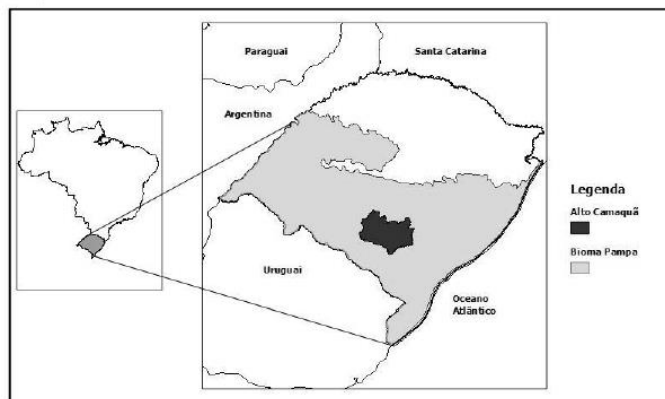 Paraguai
Santa Catarina
Argentina
Uruguai
Oceano
Atlântico
Legenda
Alto Camaquã
Bioma Pampa